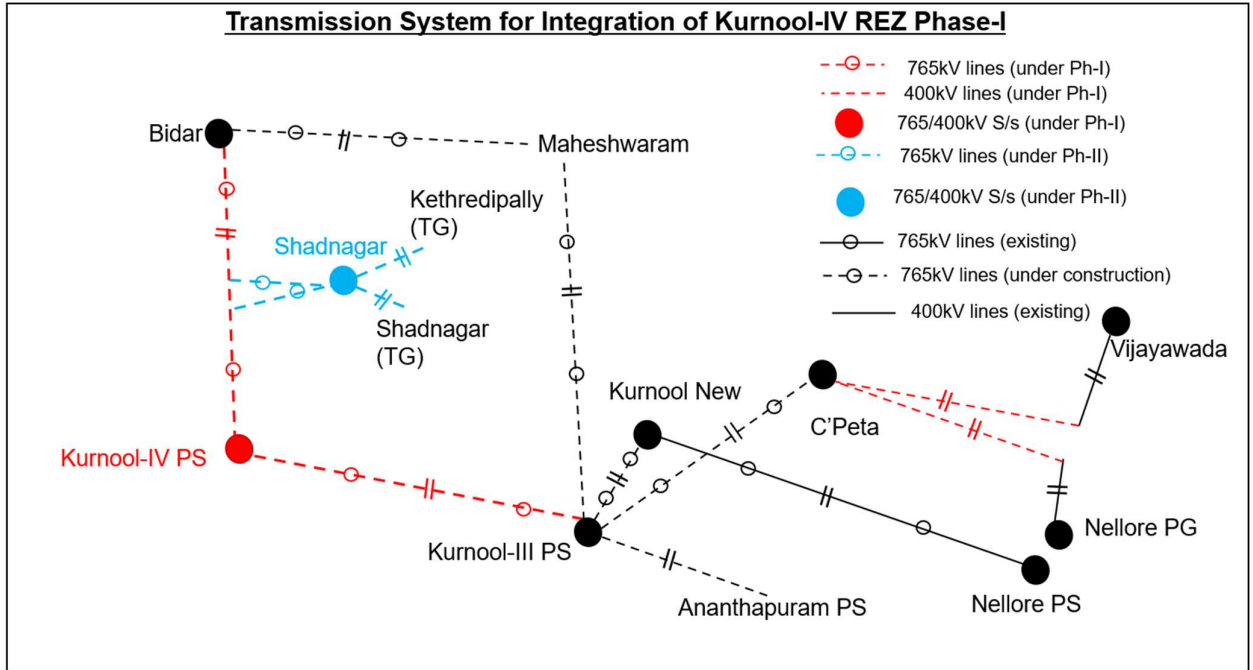 Transmission System for Integration of Kurnool-IV REZ Phase-I
765kV lines (under Ph-I)
400kV lines (under Ph-I)
765/400kV S/s (under Ph-I)
765kV lines (under Ph-II)
765/400kV S/s (under Ph-II)
765kV lines (existing)
765kV lines (under construction)
400kV lines (existing)
Bidar
Maheshwaram
Kethredipally
(TG)
Shadnagar
Shadnagar
(TG)
Vijayawada
Kurnool New
C'Peta
Kurnool-IV PS
Kurnool-III PS
Nellore PG
Ananthapuram PS
Nellore PS